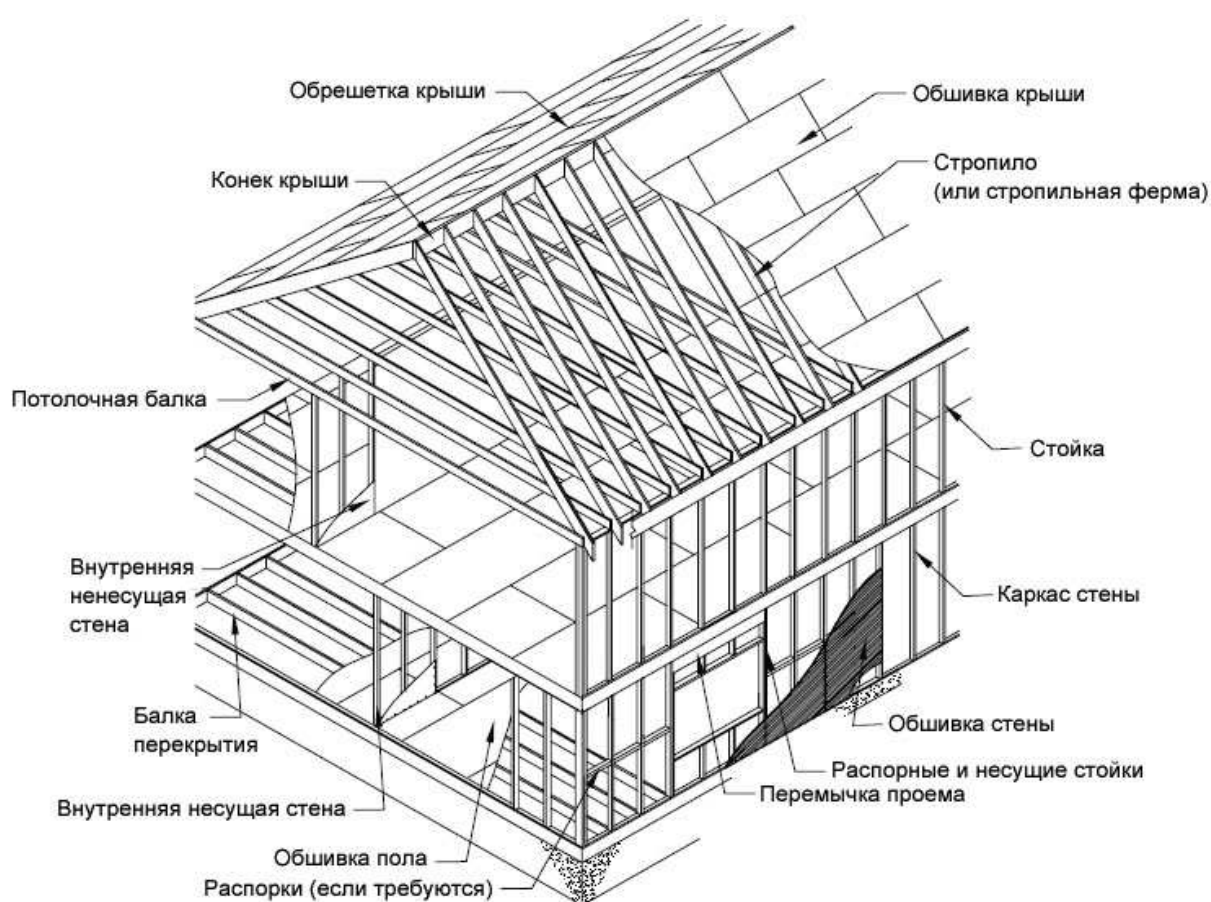 Обрешетка крыши
Обшивка крыши
Конек крыши
Стропило
(или стропильная ферма)
Потолочная балка
Стойка
Внутренняя
ненесущая
стена
Каркас стены
Балка
перекрытия
Обшивка стены
Распорные и несущие стойки
Перемычка проема
Внутренняя несущая стена
Обшивка пола
Распорки (если требуются)